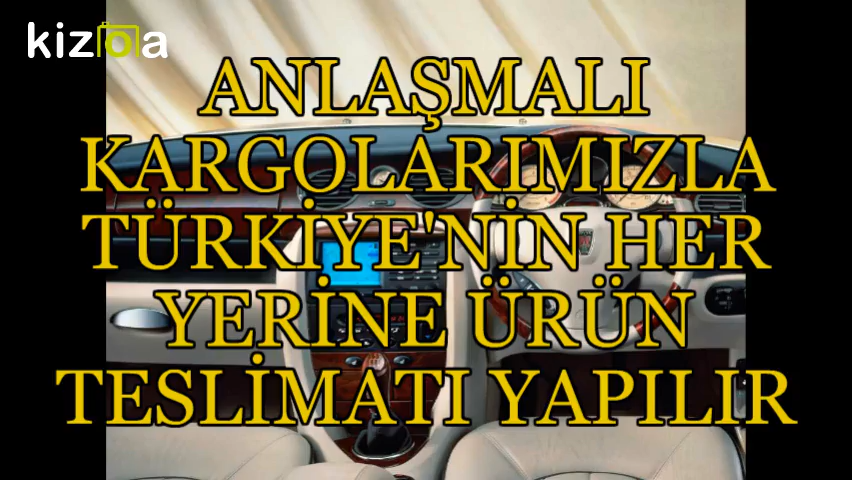 kizoa
ANLAŞMALI
KARGOLARIMIZLA
TÜRKİYE'NİN HER
YERİNE ÜRÜN
TESLİMATI YAPILIR